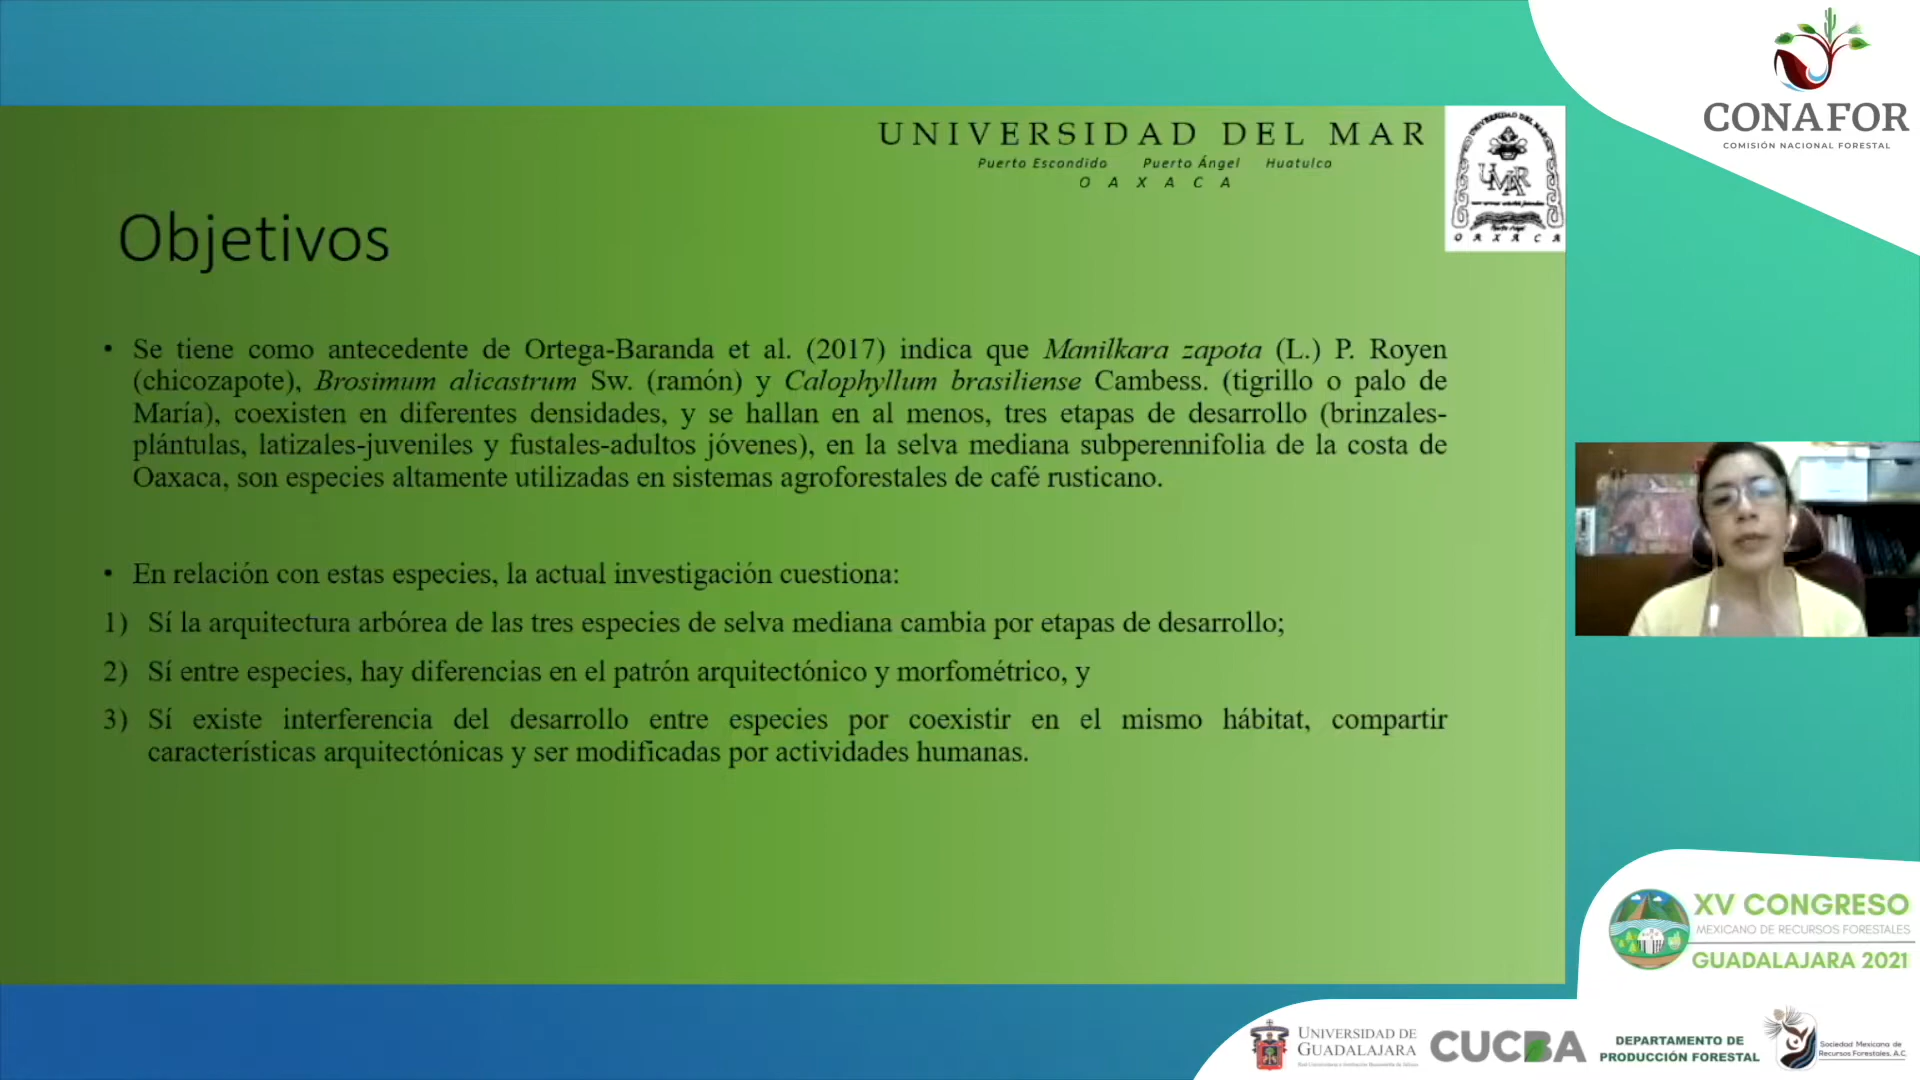 CONAFOR
COMISIÓN NACIONAL FORESTAL
UNIVERSIDAD DEL MAR
Puerto Escondido Puerto Ángel Huatulco
OAXACA
UNIVERSIDAD DEL MAR
UMAR
OAXACA
Objetivos
• Se tiene como antecedente de Ortega-Baranda et al. (2017) indica que Manilkara zapota (L.) P. Royen
(chicozapote), Brosimum alicastrum Sw. (ramón) y Calophyllum brasiliense Cambess. (tigrillo o palo de
María), coexisten en diferentes densidades, y se hallan en al menos, tres etapas de desarrollo (brinzales-
plántulas, latizales-juveniles y fustales-adultos jóvenes), en la selva mediana subperennifolia de la costa de
Oaxaca, son especies altamente utilizadas en sistemas agroforestales de café rusticano.
• En relación con estas especies, la actual investigación cuestiona:
1) Sí la arquitectura arbórea de las tres especies de selva mediana cambia por etapas de desarrollo;
2) Sí entre especies, hay diferencias en el patrón arquitectónico y morfométrico, y
3) Sí existe interferencia del desarrollo entre especies por coexistir en el mismo hábitat, compartir
características arquitectónicas y ser modificadas por actividades humanas.
XV CONGRESO
MEXICANO DE RECURSOS FORESTALES
GUADALAJARA 2021
UNIVERSIDAD DE
GUADALAJARA
CUCBA
DEPARTAMENTO DE
PRODUCCIÓN FORESTAL
Sociedad Mexicana de
Recursos Forestales, A.C.